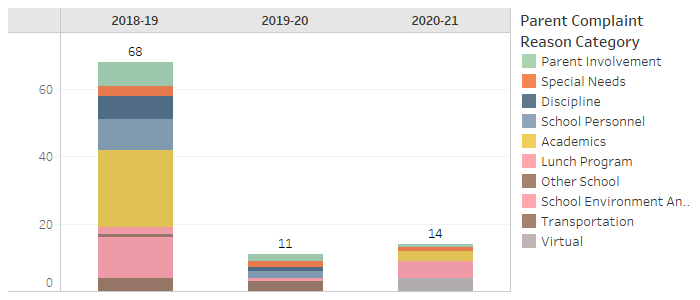 2018-19 2019-20 2020-21
68
11
14
60
40
20
0
Parent Complaint
Reason Category
Parent Involvement
Special Needs
Discipline
School Personnel
Academics
Lunch Program
Other School
School Environment An..
Transportation
Virtual